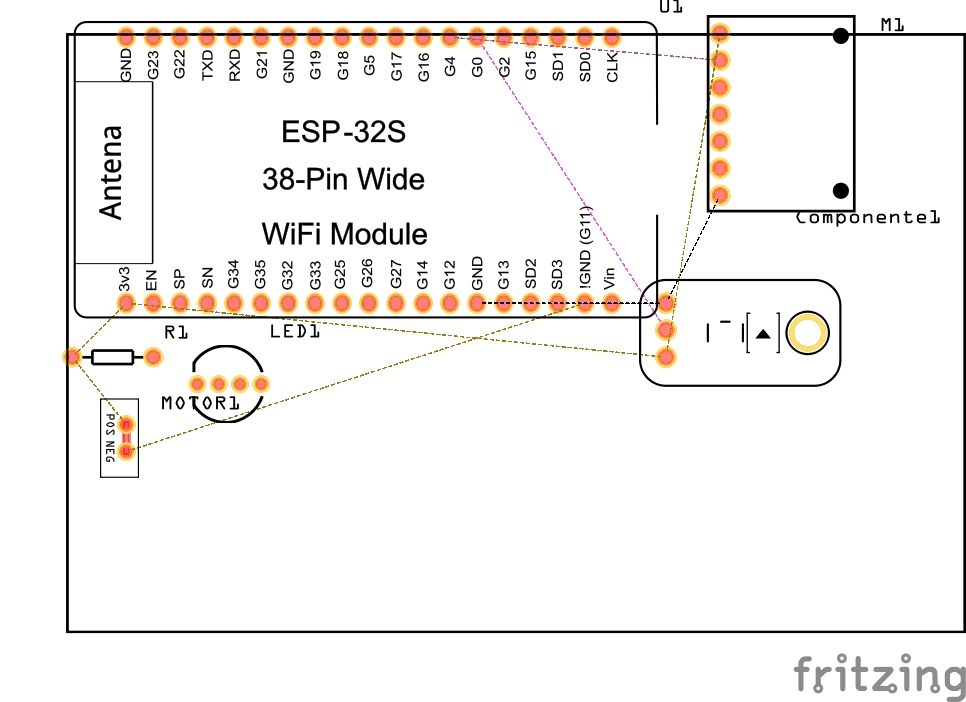 U1
M1
GND G23 G22 TXD RXD G21 GND G19 G18 G5 G17 G16 G4 G0 G2 G15 SD1 SD0 CLK
Antena
ESP-32S
38-Pin Wide
WiFi Module
Componente1
3v3 EN SP SN G34 G35 G32 G33 G25 G26 G27 G14 G12 GND G13 SD2 SD3 !GND (G11) Vin
R1
LED1
MOTOR1
POS NEG
fritzing